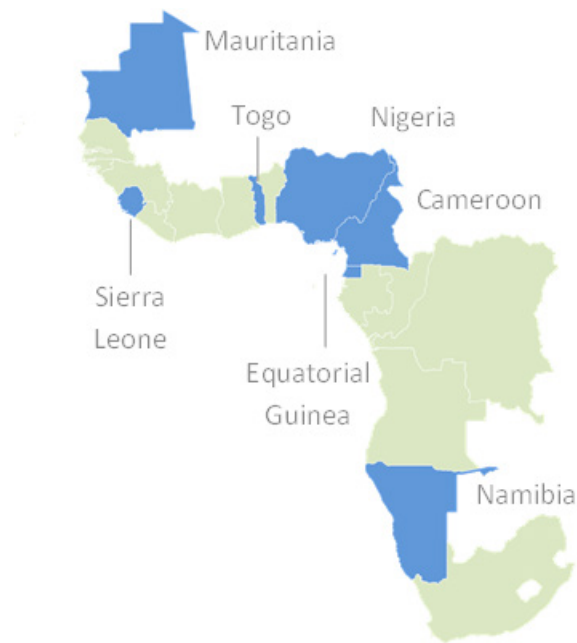 Mauritania
Togo
Nigeria
Cameroon
Sierra
Leone
Equatorial
Guinea
Namibia